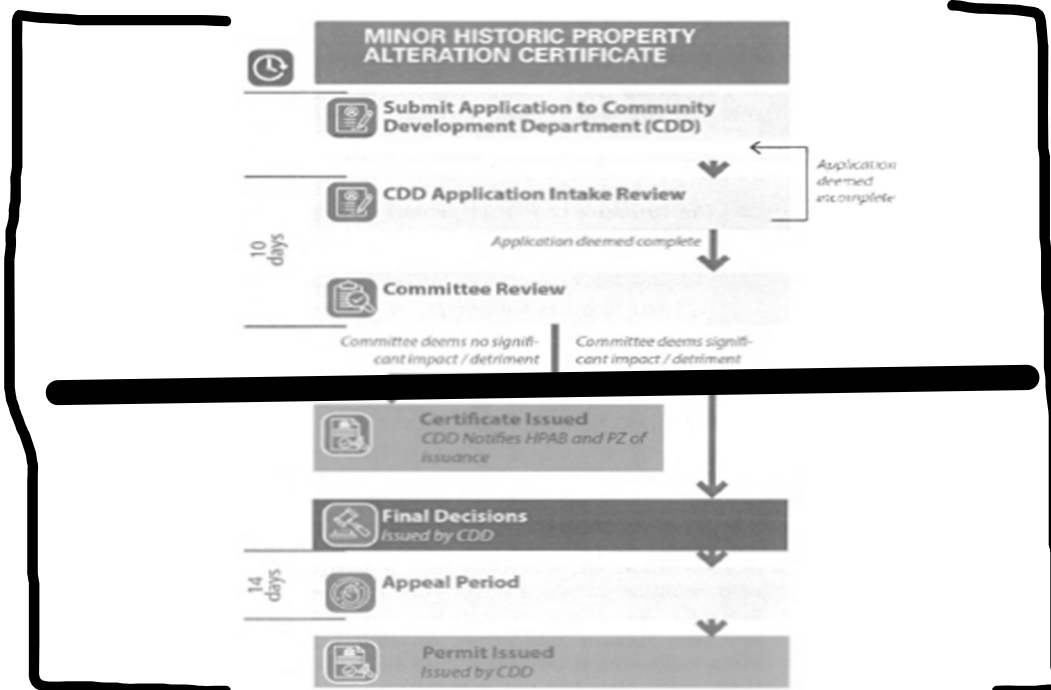 MINOR HISTORIC PROPERTY
ALTERATION CERTIFICATE
Submit Application to Community
Development Department (CDD)
Application
deemed
incomplete
CDD Application Intake Review
Application deemed complete
10
days
Committee Review
Committee deems no signifi-
cant impact / detriment
Committee deems signifi-
cant impact / detriment
Certificate Issued
CDD Notifies HPAB and PZ of
issuance
Final Decisions
Issued by CDD
14
days
Appeal Period
Permit Issued
Issued by CDD